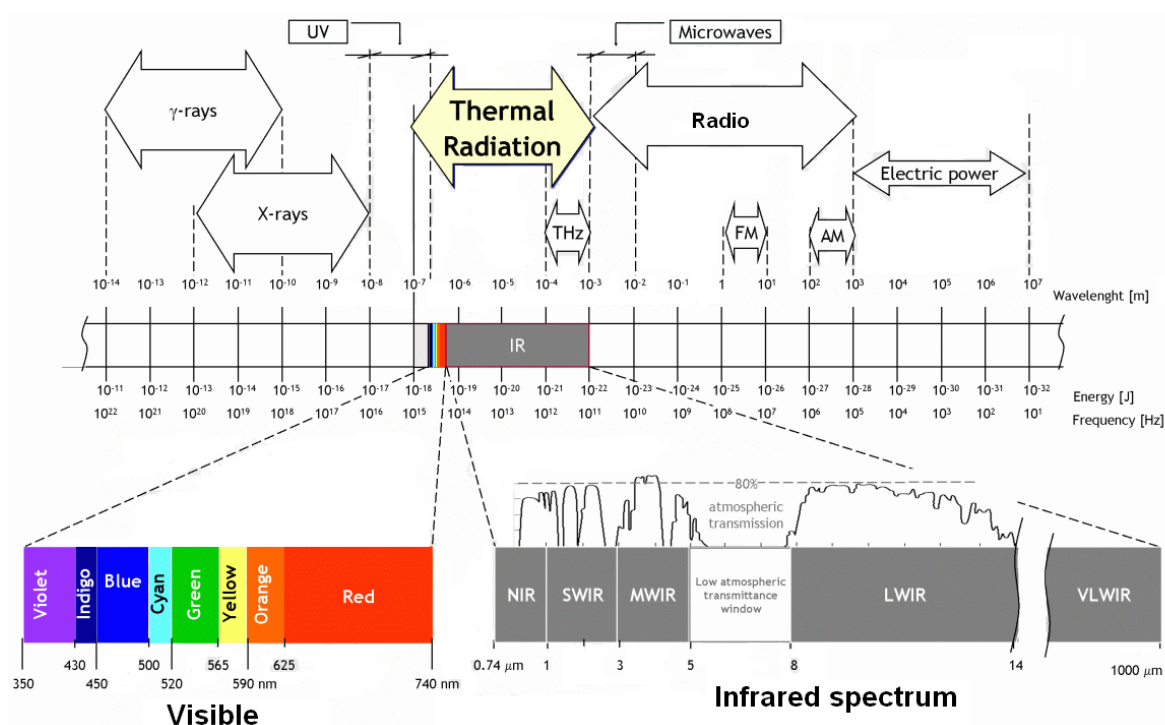 UV
Microwaves
γ-rays
Thermal
Radiation
Radio
X-rays
Electric power
THz
FM
AM
10-14 10-13 10-12 10-11 10-10 10-9 10-8 10-7 10-6 10-5 10-4 10-3 10-2 10-1 1 10¹ 10² 10³ 10⁴ 10⁵ 10⁶ 10⁷
Wavelenght [m]
IR
10-11 10-12 10-13 10-14 10-15 10-16 10-17 10-18 10-19 10-20 10-21 10-22 10-23 10-24 10-25 10-26 10-27 10-28 10-29 10-30 10-31 10-32
Energy [J]
10²² 10²¹ 10²⁰ 10¹⁹ 10¹⁸ 10¹⁷ 10¹⁶ 10¹⁵ 10¹⁴ 10¹³ 10¹² 10¹¹ 10¹⁰ 10⁹ 10⁸ 10⁷ 10⁶ 10⁵ 10⁴ 10³ 10² 10¹
Frequency [Hz]
80%
atmospheric
transmission
Violet
Indigo
Blue
Cyan
Green
Yellow
Orange
Red
430 500 565 625
350 450 520 590 nm 740 nm
Visible
NIR
SWIR
MWIR
Low atmospheric
transmittance
window
LWIR
VLWIR
0.74 μm 1 3 5 8 14 1000 μm
Infrared spectrum